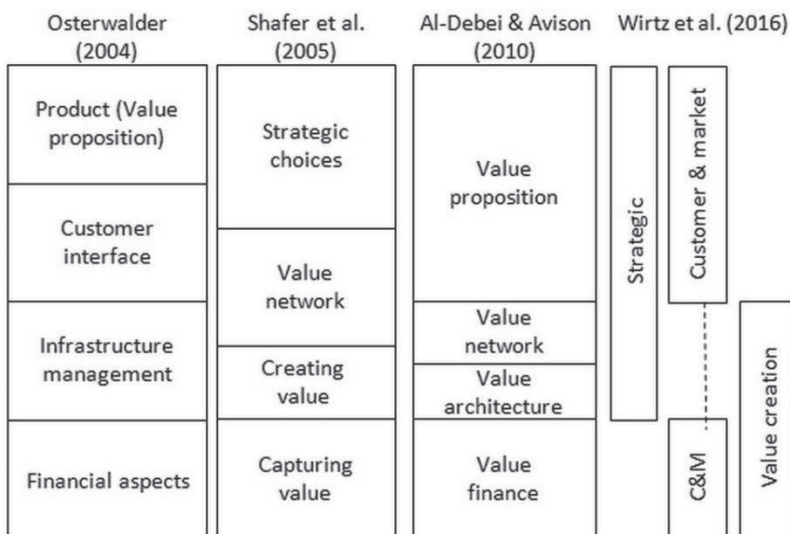 Osterwalder
(2004)
Shafer et al.
(2005)
Al-Debei & Avison
(2010)
Wirtz et al. (2016)
Product (Value
proposition)
Customer
interface
Infrastructure
management
Financial aspects
Strategic
choices
Value
network
Creating
value
Capturing
value
Value
proposition
Value
network
Value
architecture
Value
finance
Strategic
Customer & market
C&M
Value creation